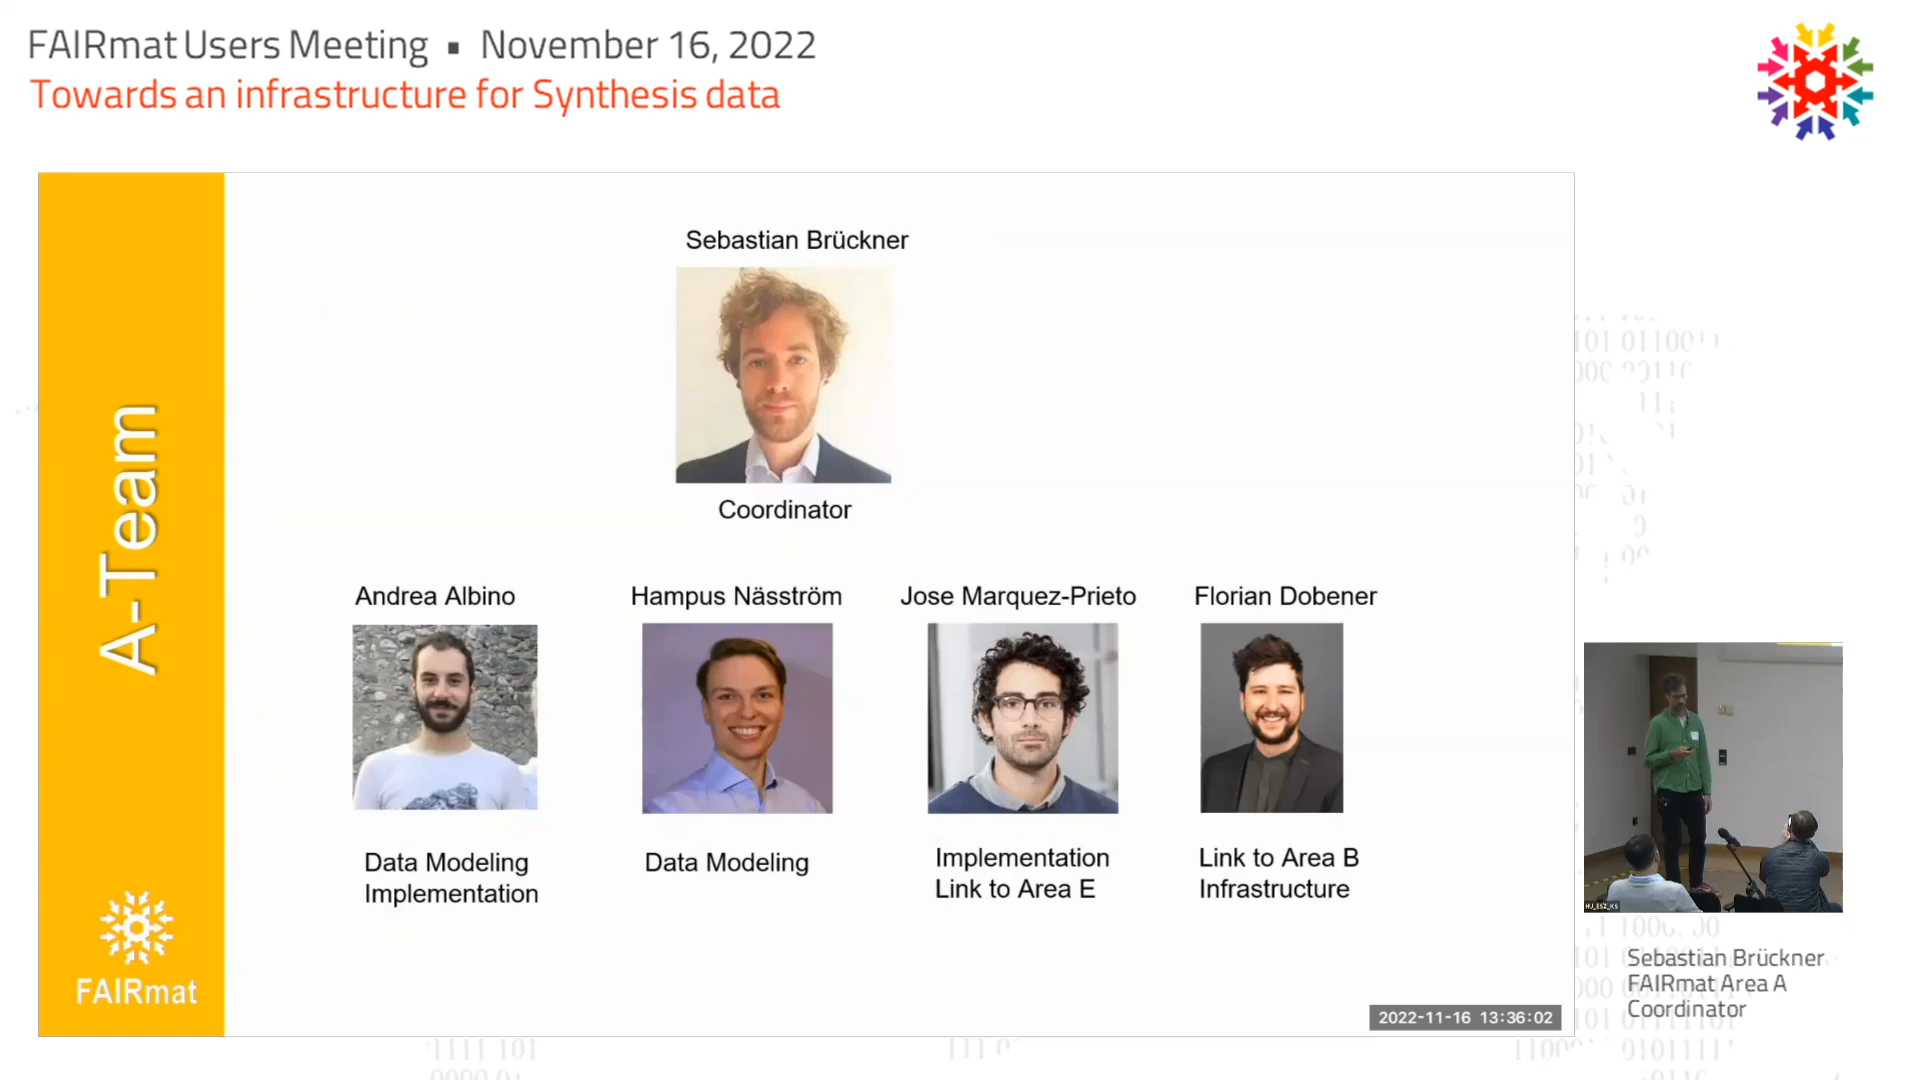 FAIRmat Users Meeting ▪ November 16, 2022
Towards an infrastructure for Synthesis data
A-Team
FAIRmat
Sebastian Brückner
Coordinator
Andrea Albino
Hampus Näsström
Jose Marquez-Prieto
Florian Dobener
Data Modeling
Implementation
Data Modeling
Implementation
Link to Area E
Link to Area B
Infrastructure
2022-11-16 13:36:02
HU_ESZ_KS
Sebastian Brückner
FAIRmat Area A
Coordinator